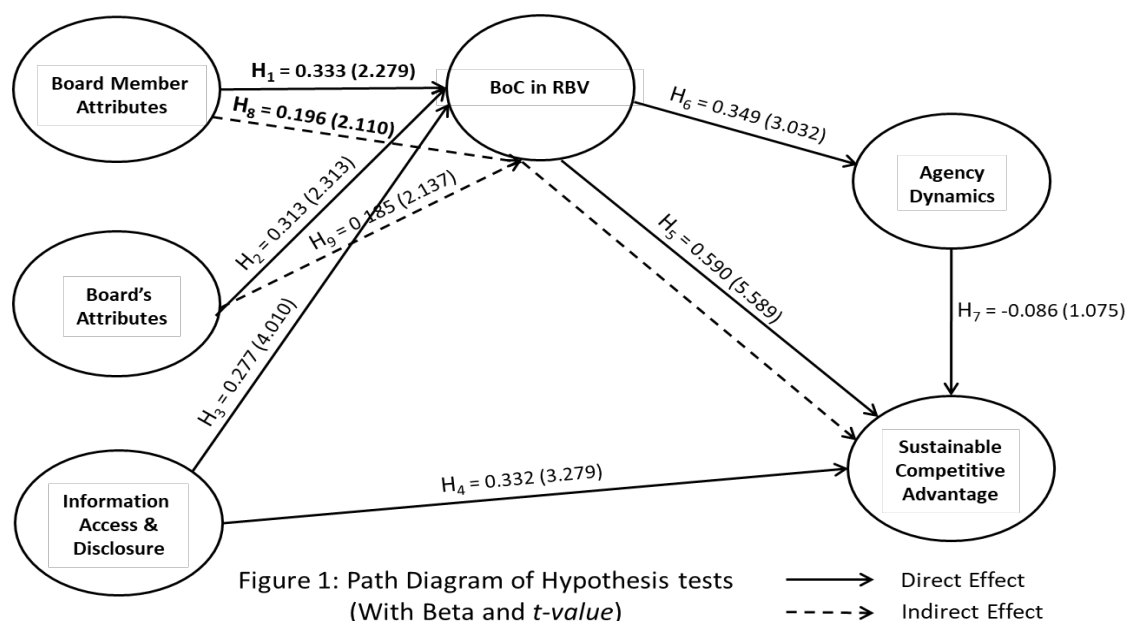 Board Member
Attributes
H₁ = 0.333 (2.279)
BoC in RBV
H₈ = 0.196 (2.110)
H₆ = 0.349 (3.032)
Agency
Dynamics
H₂ = 0.313 (2.313)
H₉ = 0.185 (2.137)
H₅ = 0.590 (5.589)
Board’s
Attributes
H₃ = 0.277 (4.010)
H₇ = -0.086 (1.075)
Sustainable
Competitive
Advantage
H₄ = 0.332 (3.279)
Information
Access &
Disclosure
Figure 1: Path Diagram of Hypothesis tests
(With Beta and t-value)
Direct Effect
Indirect Effect